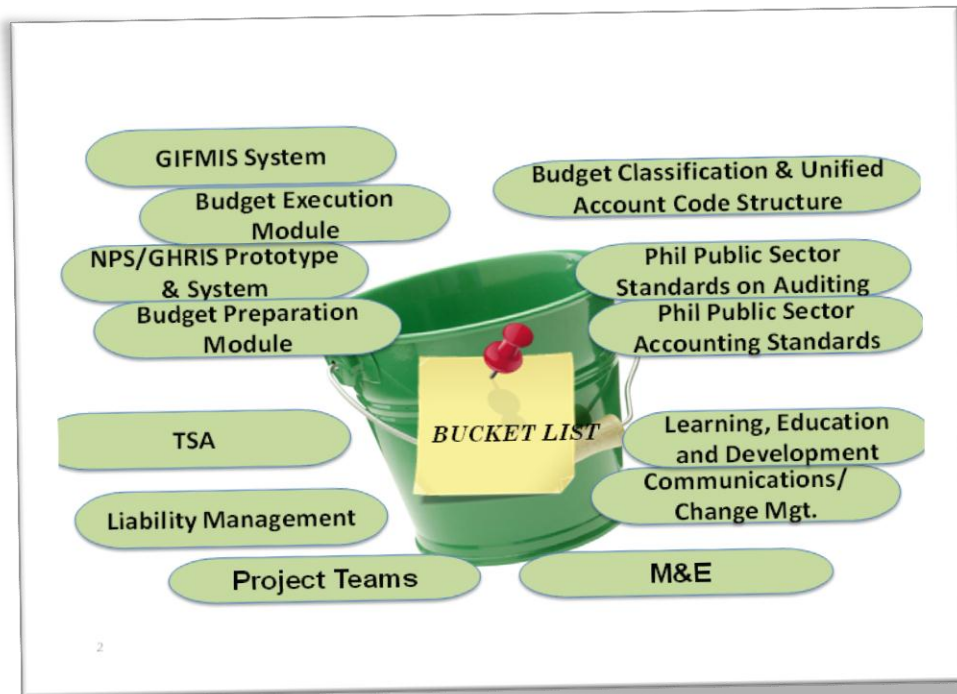 GIFMIS System
Budget Execution
Module
NPS/GHRIS Prototype
& System
Budget Preparation
Module
TSA
Liability Management
Project Teams
Budget Classification & Unified
Account Code Structure
Phil Public Sector
Standards on Auditing
Phil Public Sector
Accounting Standards
BUCKET LIST
Learning, Education
and Development
Communications/
Change Mgt.
M&E
2